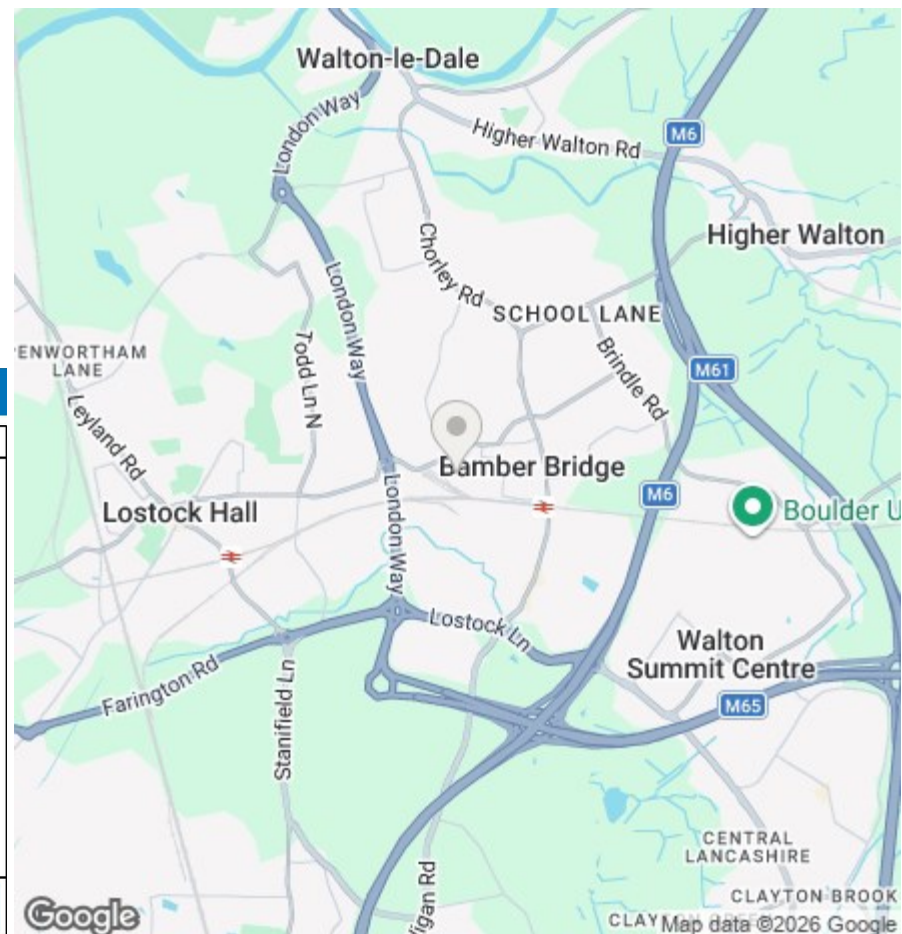 Walton-le-Dale
London Way
Higher Walton Rd
M6
Higher Walton
Chorley Rd
London Way
SCHOOL LANE
PENWORTHAM
LANE
Todd Ln N
Brindle Rd
M61
Leyland Rd
Bamber Bridge
M6
Lostock Hall
London Way
Boulder U
Lostock Ln
Walton
Summit Centre
Farington Rd
Stanifield Ln
M65
CENTRAL
LANCASHIRE
igan Rd
CLAYTON BROOK
Google
Map data ©2026 Google